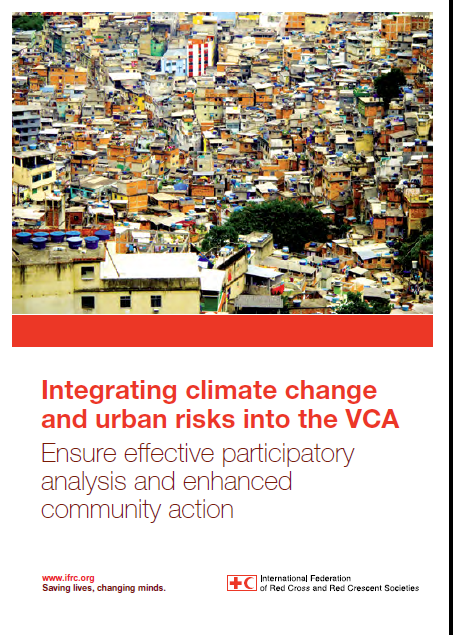 Integrating climate change
and urban risks into the VCA
Ensure effective participatory
analysis and enhanced
community action
www.ifrc.org
Saving lives, changing minds.
International Federation
of Red Cross and Red Crescent Societies